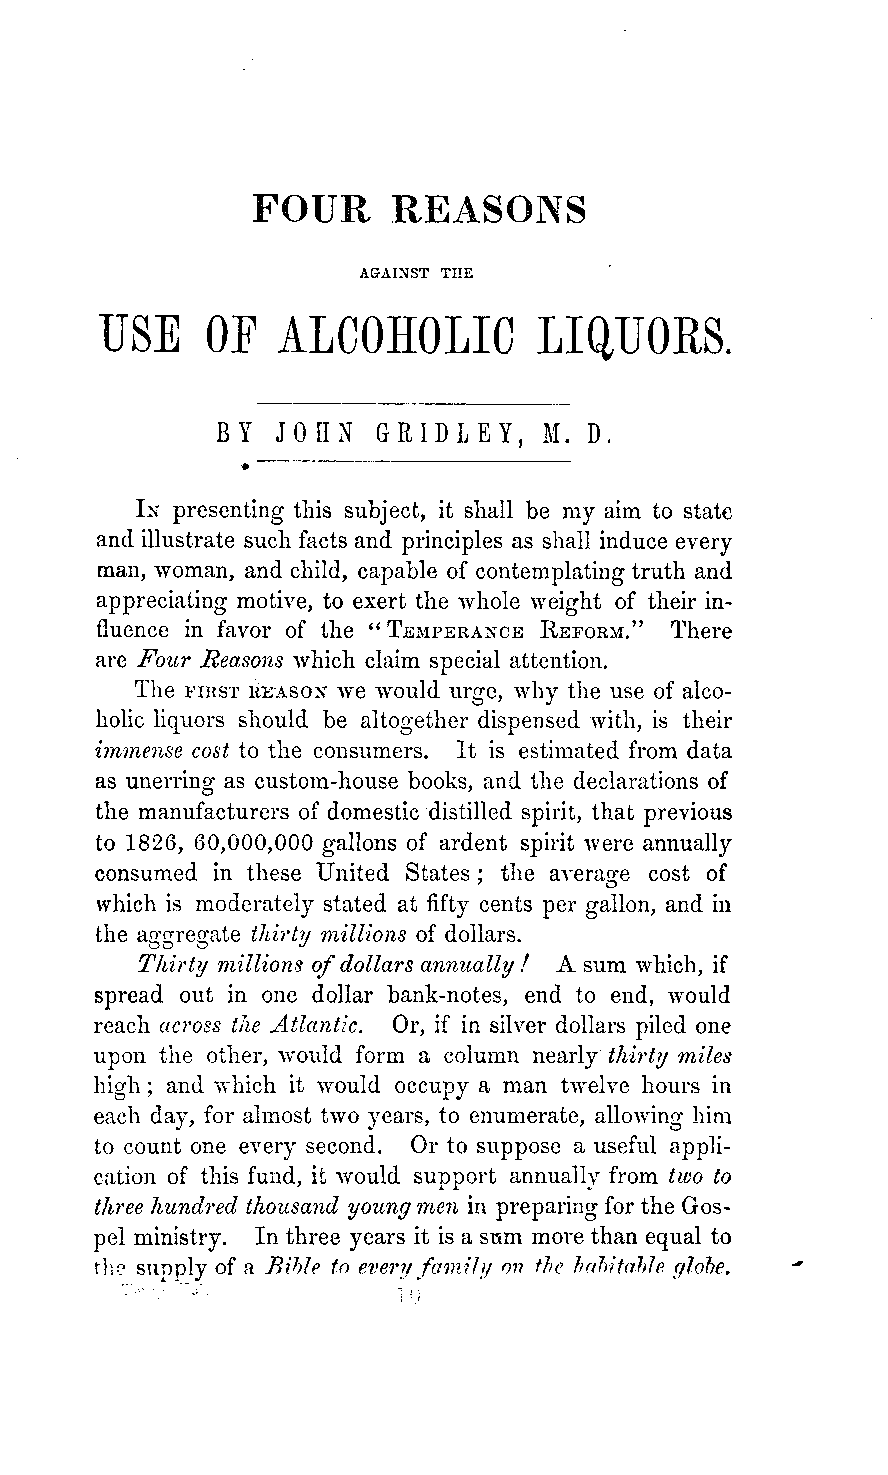 FOUR REASONS
AGAINST THE
USE OF ALCOHOLIC LIQUORS.
BY JOHN GRIDLEY, M. D.
IN presenting this subject, it shall be my aim to state
and illustrate such facts and principles as shall induce every
man, woman, and child, capable of contemplating truth and
appreciating motive, to exert the whole weight of their in-
fluence in favor of the “TEMPERANCE REFORM.” There
are Four Reasons which claim special attention.
The FIRST REASON we would urge, why the use of alco-
holic liquors should be altogether dispensed with, is their
immense cost to the consumers. It is estimated from data
as unerring as custom-house books, and the declarations of
the manufacturers of domestic distilled spirit, that previous
to 1826, 60,000,000 gallons of ardent spirit were annually
consumed in these United States; the average cost of
which is moderately stated at fifty cents per gallon, and in
the aggregate thirty millions of dollars.
Thirty millions of dollars annually! A sum which, if
spread out in one dollar bank-notes, end to end, would
reach across the Atlantic. Or, if in silver dollars piled one
upon the other, would form a column nearly thirty miles
high; and which it would occupy a man twelve hours in
each day, for almost two years, to enumerate, allowing him
to count one every second. Or to suppose a useful appli-
cation of this fund, it would support annually from two to
three hundred thousand young men in preparing for the Gos-
pel ministry. In three years it is a sum more than equal to
the supply of a Bible to every family on the habitable globe.